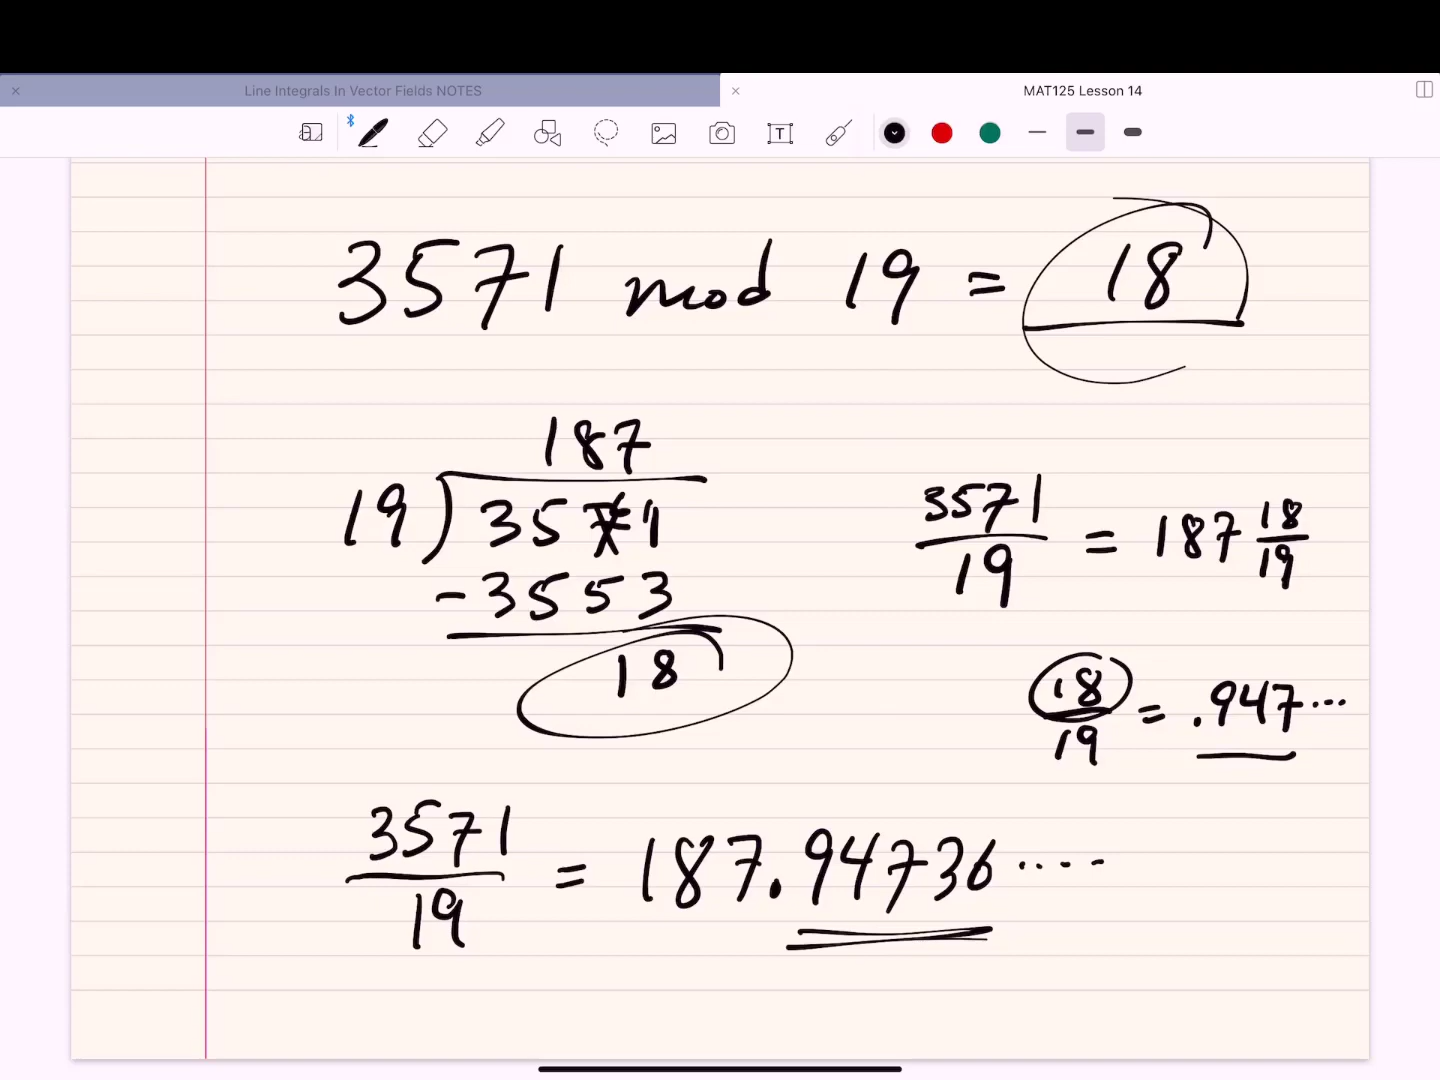 Line Integrals In Vector Fields NOTES
MAT125 Lesson 14
T
3571 mod 19 = 18
187
19 3571
-3553
18
3571/19 = 187 18/19
18/19 = .947...
3571/19 = 187.94736....